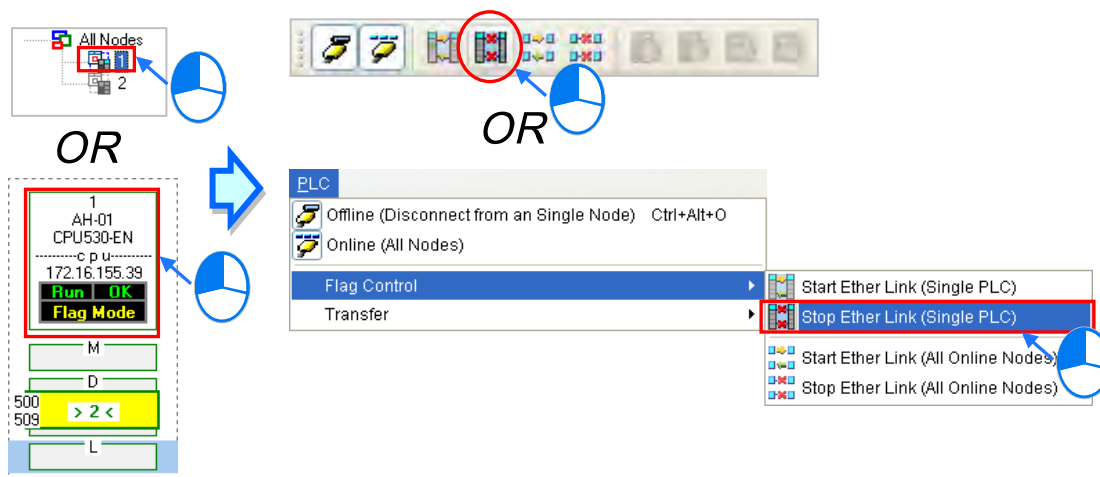 All Nodes
1
2
OR
1
AH-01
CPU530-EN
--------c p u--------
172.16.155.39
Run OK
Flag Mode
M
D
500
509
> 2 <
L
OR
PLC
Offline (Disconnect from an Single Node) Ctrl+Alt+O
Online (All Nodes)
Flag Control
Transfer
Start Ether Link (Single PLC)
Stop Ether Link (Single PLC)
Start Ether Link (All Online Nodes)
Stop Ether Link (All Online Nodes)